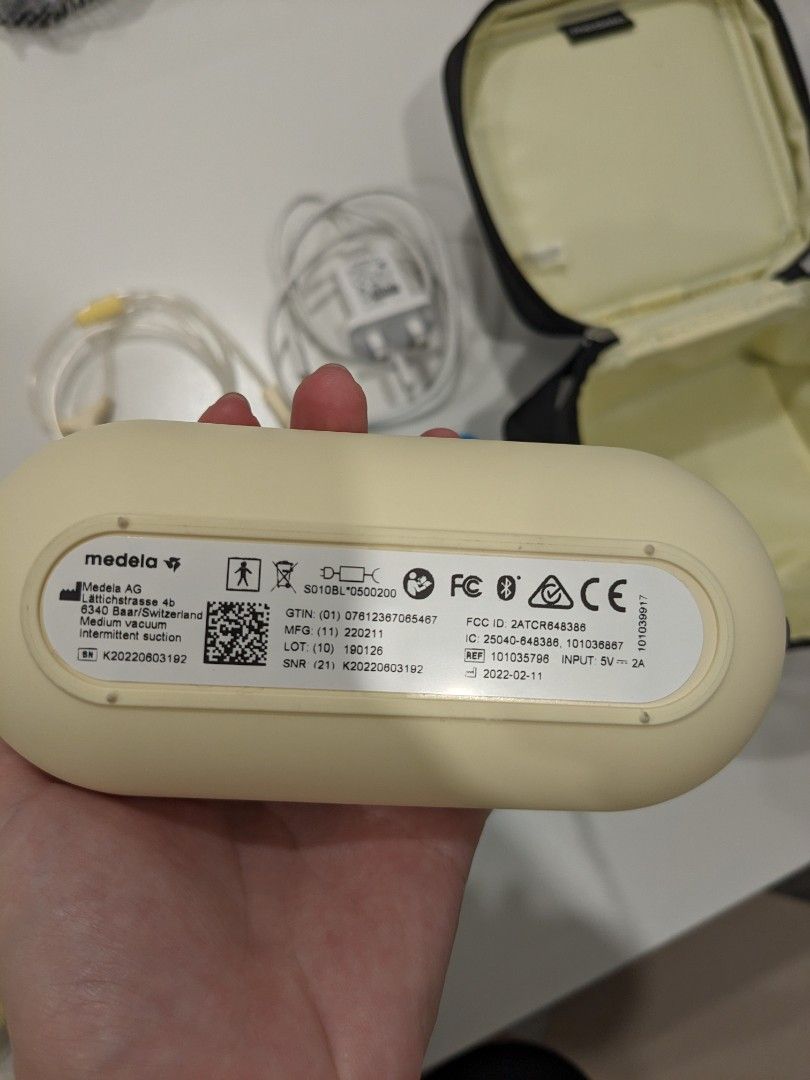 medela
Medela AG
Lättichstrasse 4b
6340 Baar/Switzerland
Medium vacuum
Intermittent suction
SN K20220603192
S010BL*0500200
GTIN: (01) 07612367065467
MFG: (11) 220211
LOT: (10) 190126
SNR (21) K20220603192
FC CE
FCC ID: 2ATCR648386
IC: 25040-648386, 101036867
REF 101035796 INPUT: 5V ⎓ 2A
2022-02-11
101039917